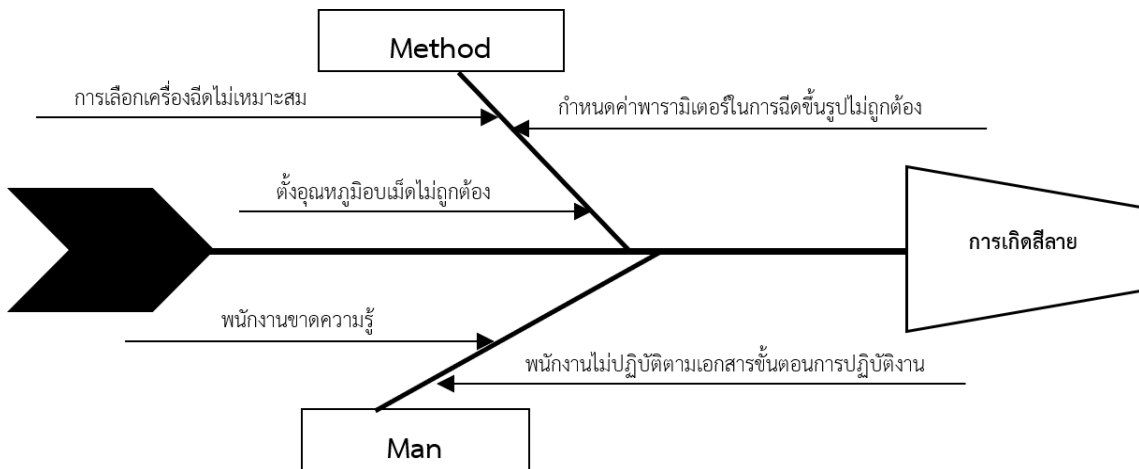 Method
การเลือกเครื่องฉีดไม่เหมาะสม
กำหนดค่าพารามิเตอร์ในการฉีดขึ้นรูปไม่ถูกต้อง
ตั้งอุณหภูมิอบเม็ดไม่ถูกต้อง
การเกิดสีลาย
พนักงานขาดความรู้
พนักงานไม่ปฏิบัติตามเอกสารขั้นตอนการปฏิบัติงาน
Man